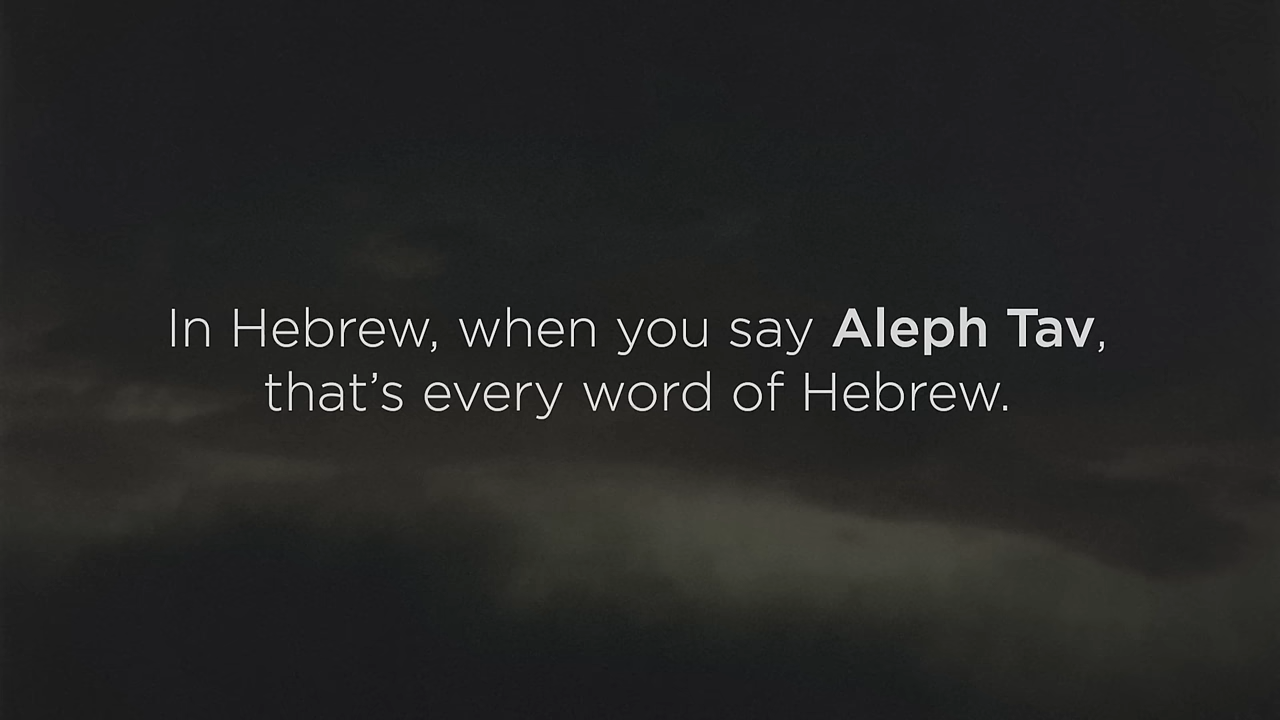 In Hebrew, when you say Aleph Tav,
that’s every word of Hebrew.